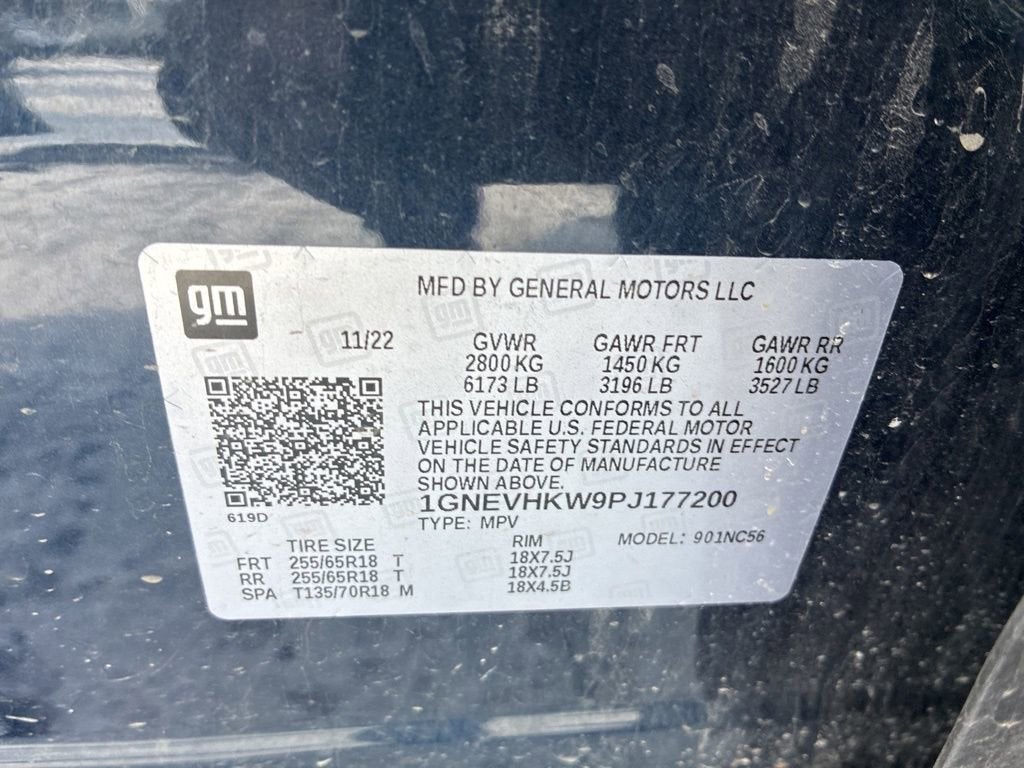 gm
MFD BY GENERAL MOTORS LLC
11/22 GVWR GAWR FRT GAWR RR
2800 KG 1450 KG 1600 KG
6173 LB 3196 LB 3527 LB
THIS VEHICLE CONFORMS TO ALL
APPLICABLE U.S. FEDERAL MOTOR
VEHICLE SAFETY STANDARDS IN EFFECT
ON THE DATE OF MANUFACTURE
SHOWN ABOVE.
1GNEVHKW9PJ177200
619D
TYPE: MPV MODEL: 901NC56
TIRE SIZE RIM
FRT 255/65R18 T 18X7.5J
RR 255/65R18 T 18X7.5J
SPA T135/70R18 M 18X4.5B